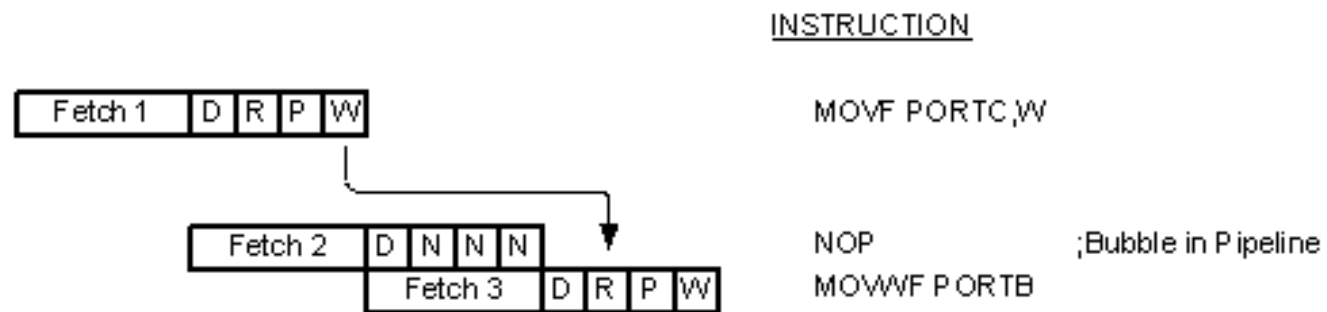 INSTRUCTION
Fetch 1 D R P W MOVF PORTC,W
Fetch 2 D N N N NOP ;Bubble in Pipeline
Fetch 3 D R P W MOVWF PORTB